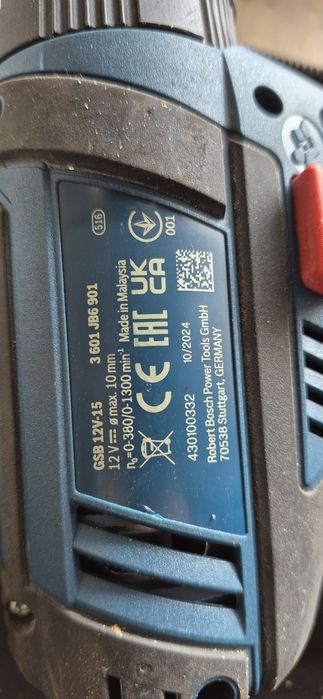 GSB 12V-15 3 601 JB6 901
12 V ⎓ ø max. 10 mm
n₀=0-380/0-1300 min⁻¹ Made in Malaysia
516
001
CE EAC UK CA
430100332 10/2024
Robert Bosch Power Tools GmbH
70538 Stuttgart, GERMANY